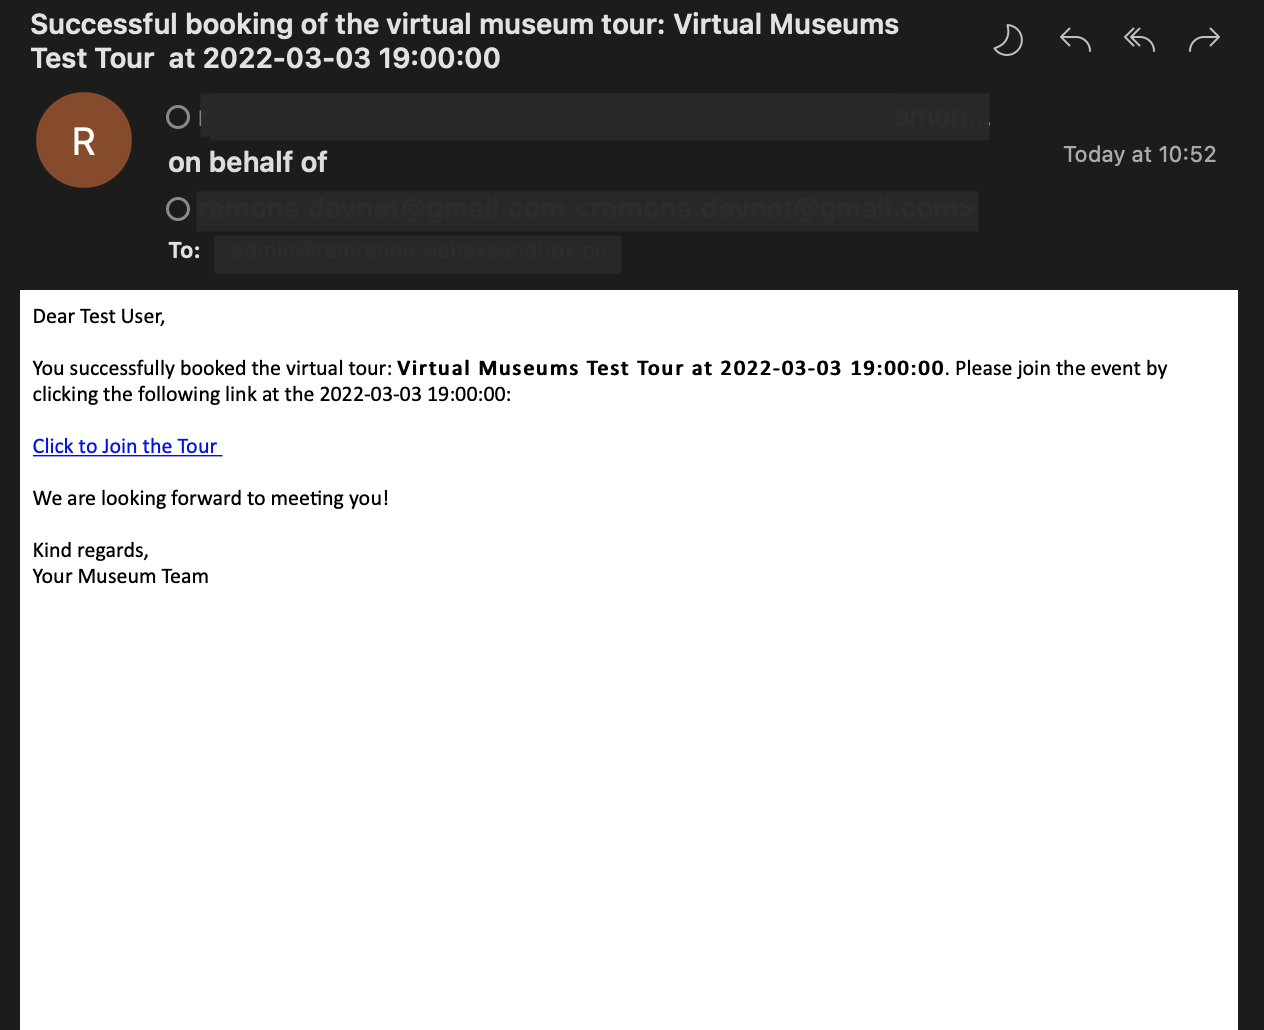 Successful booking of the virtual museum tour: Virtual Museums
Test Tour at 2022-03-03 19:00:00
R
on behalf of
Today at 10:52
To:
Dear Test User,
You successfully booked the virtual tour: Virtual Museums Test Tour at 2022-03-03 19:00:00. Please join the event by
clicking the following link at the 2022-03-03 19:00:00:
Click to Join the Tour
We are looking forward to meeting you!
Kind regards,
Your Museum Team